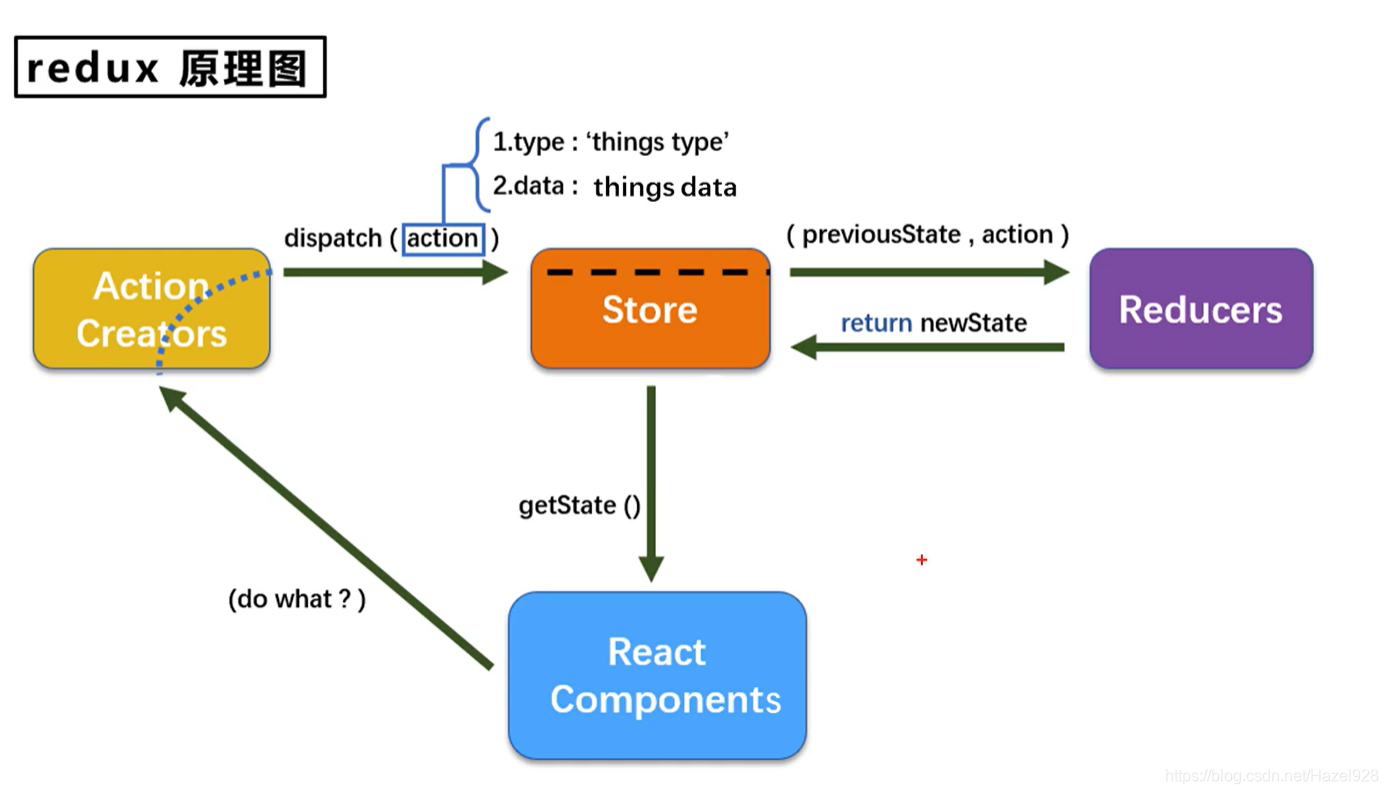 redux 原理图
1.type : ‘things type’
2.data : things data
dispatch ( action )
( previousState , action )
Action
Creators
Store
Reducers
return newState
getState ()
(do what ? )
React
Components
https://blog.csdn.net/Hazel928